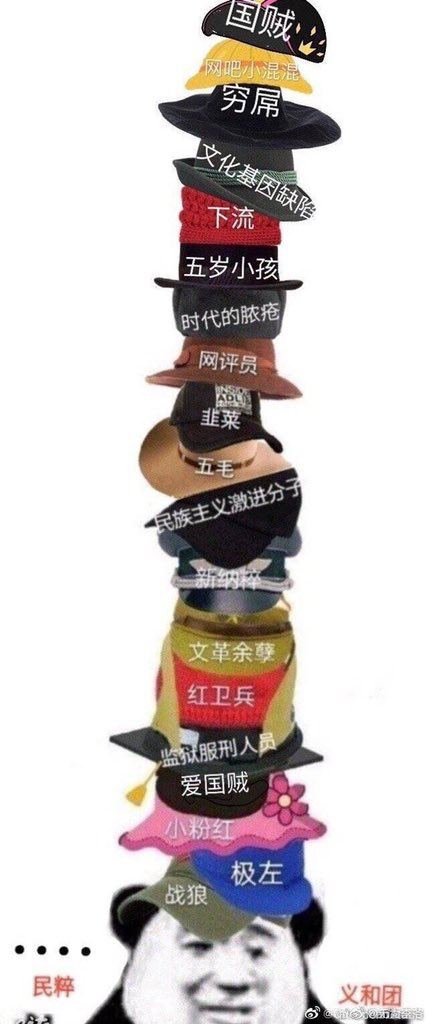 国贼
网吧小混混
穷屌
文化基因缺陷
下流
五岁小孩
时代的脓疮
网评员
韭菜
五毛
民族主义激进分子
新纳粹
文革余孽
红卫兵
监狱服刑人员
爱国贼
小粉红
极左
战狼
民粹
义和团